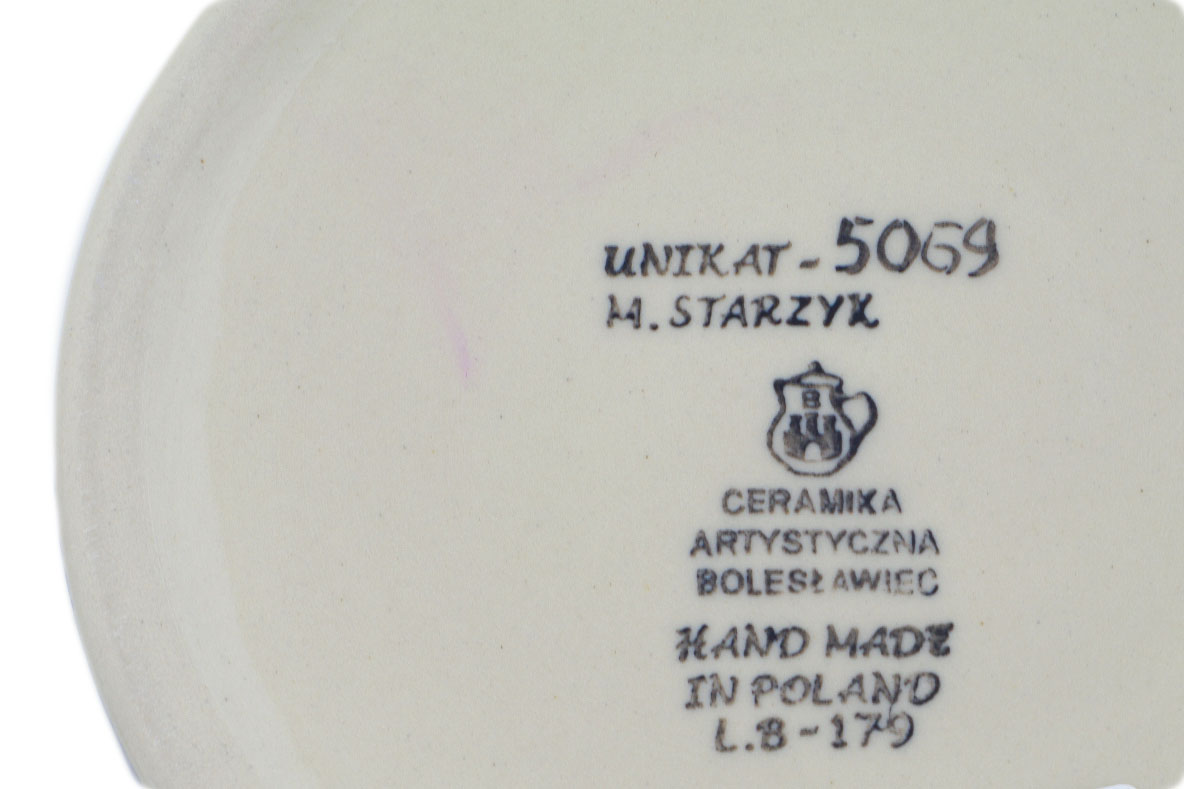 UNIKAT - 5069
M. STARZYK
B
CERAMIKA
ARTYSTYCZNA
BOLESŁAWIEC
HAND MADE
IN POLAND
L.B - 179